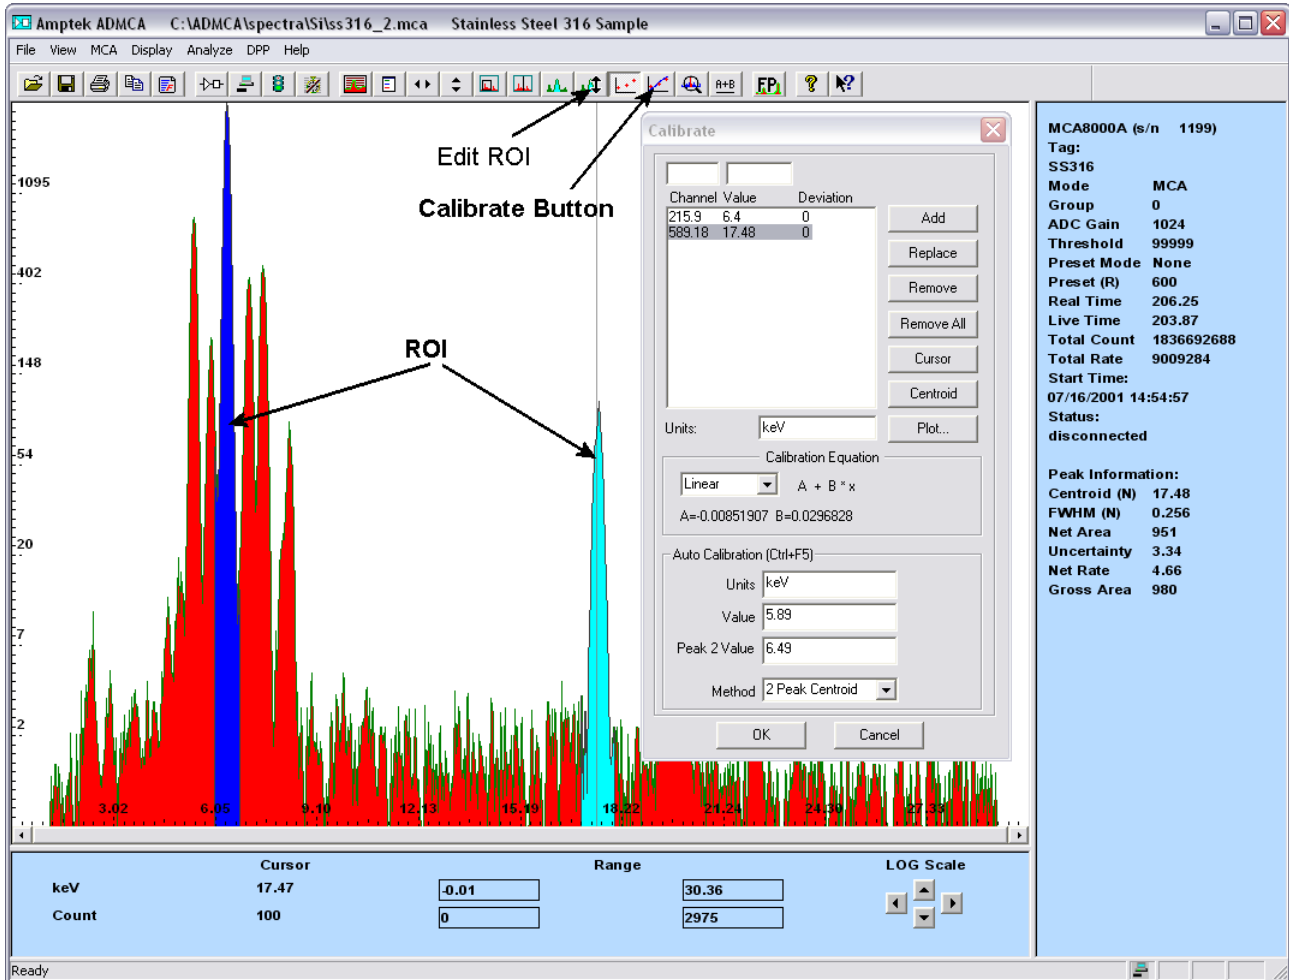 Amptek ADMCA C:\ADMCA\spectra\Si\ss316_2.mca Stainless Steel 316 Sample
File View MCA Display Analyze DPP Help
A+B FP ? ?
Edit ROI
Calibrate Button
ROI
1095
402
148
54
20
7
2
3.02 6.05 9.10 12.13 15.19 18.22 21.24 24.30 27.33
Calibrate
Channel Value Deviation
215.9 6.4 0
589.18 17.48 0
Add
Replace
Remove
Remove All
Cursor
Centroid
Plot...
Units: keV
Calibration Equation
Linear A + B * x
A=-0.00851907 B=0.0296828
Auto Calibration (Ctrl+F5)
Units keV
Value 5.89
Peak 2 Value 6.49
Method 2 Peak Centroid
OK Cancel
MCA8000A (s/n 1199)
Tag:
SS316
Mode MCA
Group 0
ADC Gain 1024
Threshold 99999
Preset Mode None
Preset (R) 600
Real Time 206.25
Live Time 203.87
Total Count 1836692688
Total Rate 9009284
Start Time:
07/16/2001 14:54:57
Status:
disconnected
Peak Information:
Centroid (N) 17.48
FWHM (N) 0.256
Net Area 951
Uncertainty 3.34
Net Rate 4.66
Gross Area 980
Cursor Range LOG Scale
keV 17.47 -0.01 30.36
Count 100 0 2975
Ready